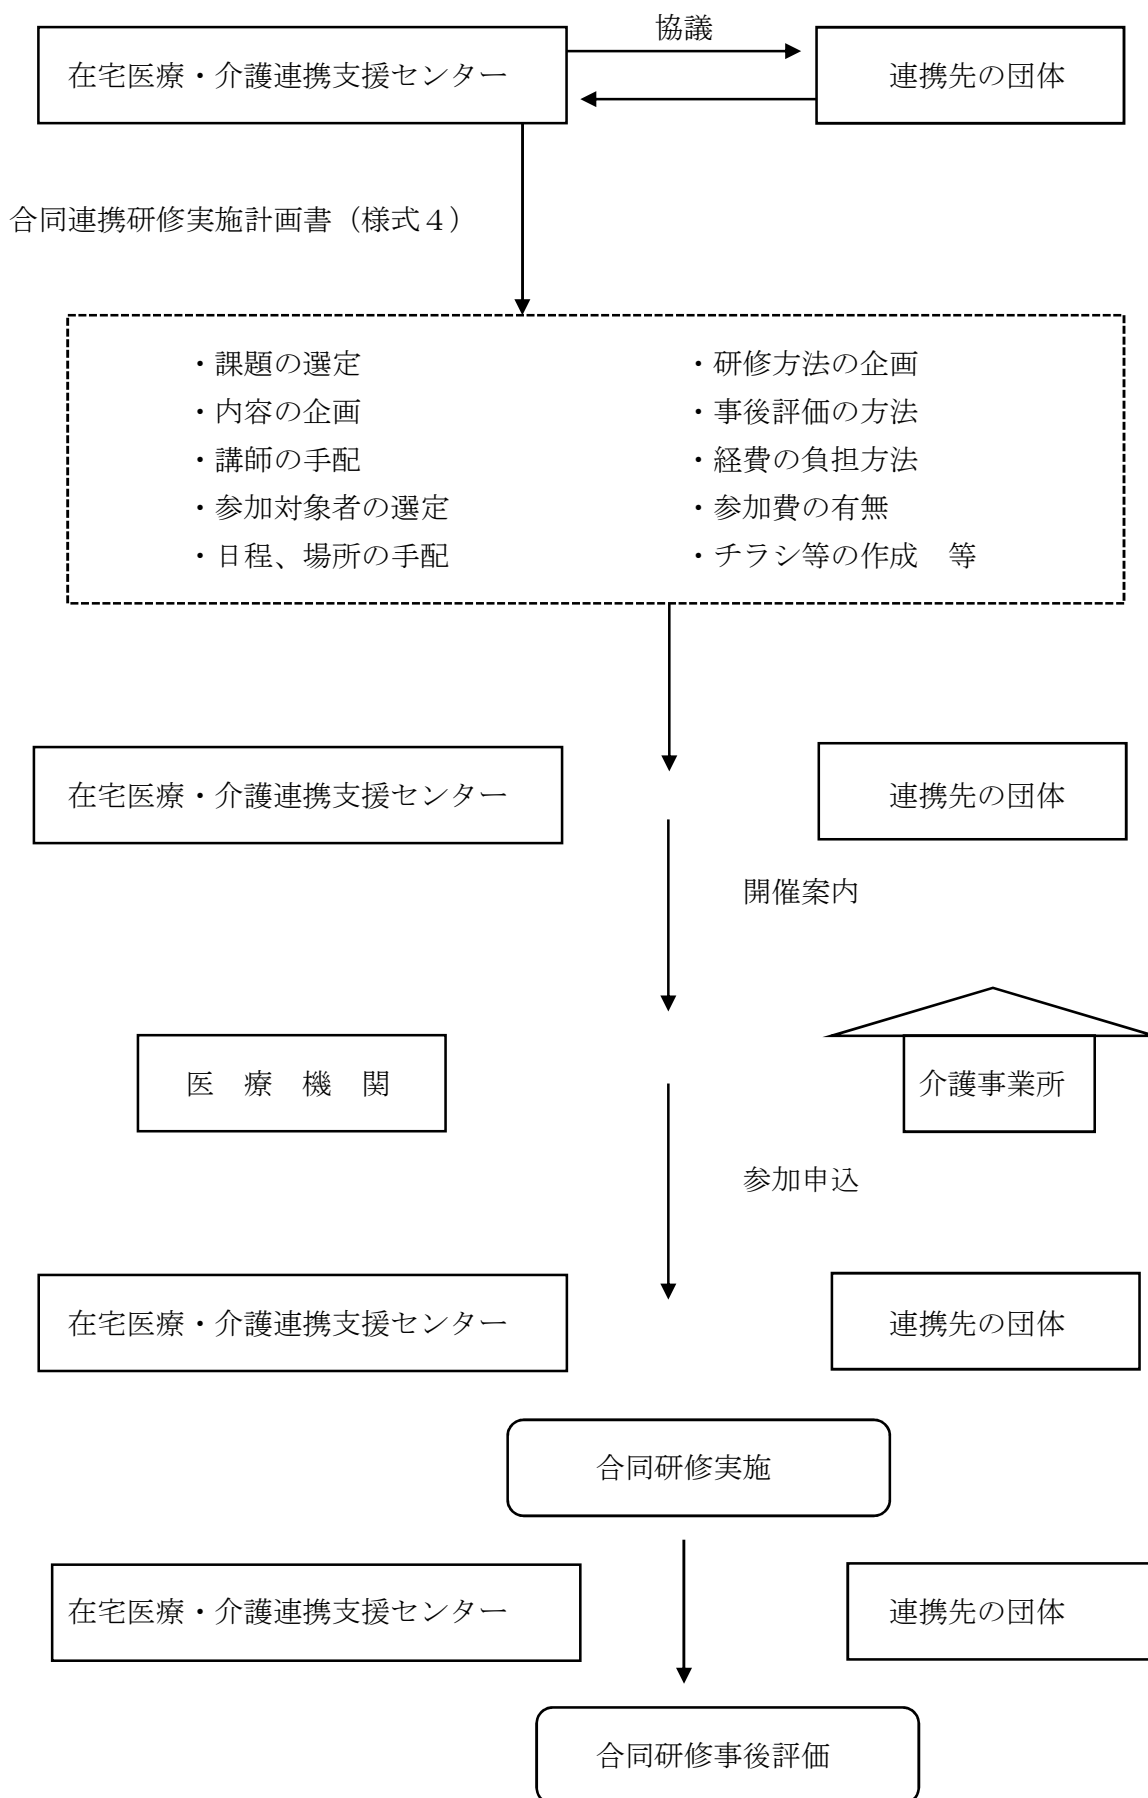 協議
在宅医療・介護連携支援センター
連携先の団体
合同連携研修実施計画書（様式４）
・課題の選定
・内容の企画
・講師の手配
・参加対象者の選定
・日程、場所の手配
・研修方法の企画
・事後評価の方法
・経費の負担方法
・参加費の有無
・チラシ等の作成　等
在宅医療・介護連携支援センター
連携先の団体
開催案内
医　療　機　関
介護事業所
参加申込
在宅医療・介護連携支援センター
連携先の団体
合同研修実施
在宅医療・介護連携支援センター
連携先の団体
合同研修事後評価